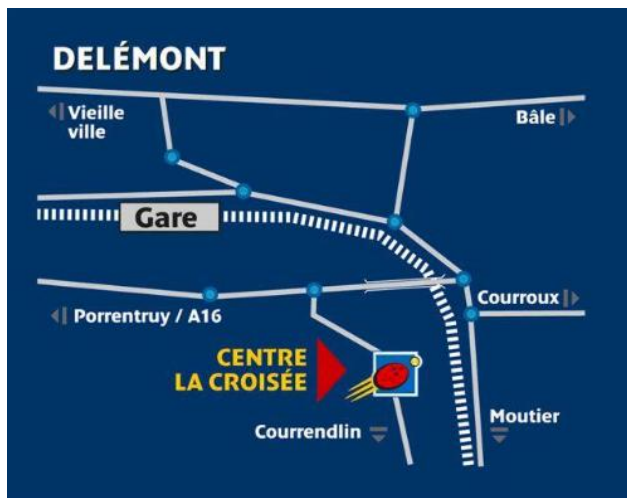 DELÉMONT
Vieille
ville
Bâle
Gare
Courroux
Porrentruy / A16
CENTRE
LA CROISÉE
Moutier
Courrendlin